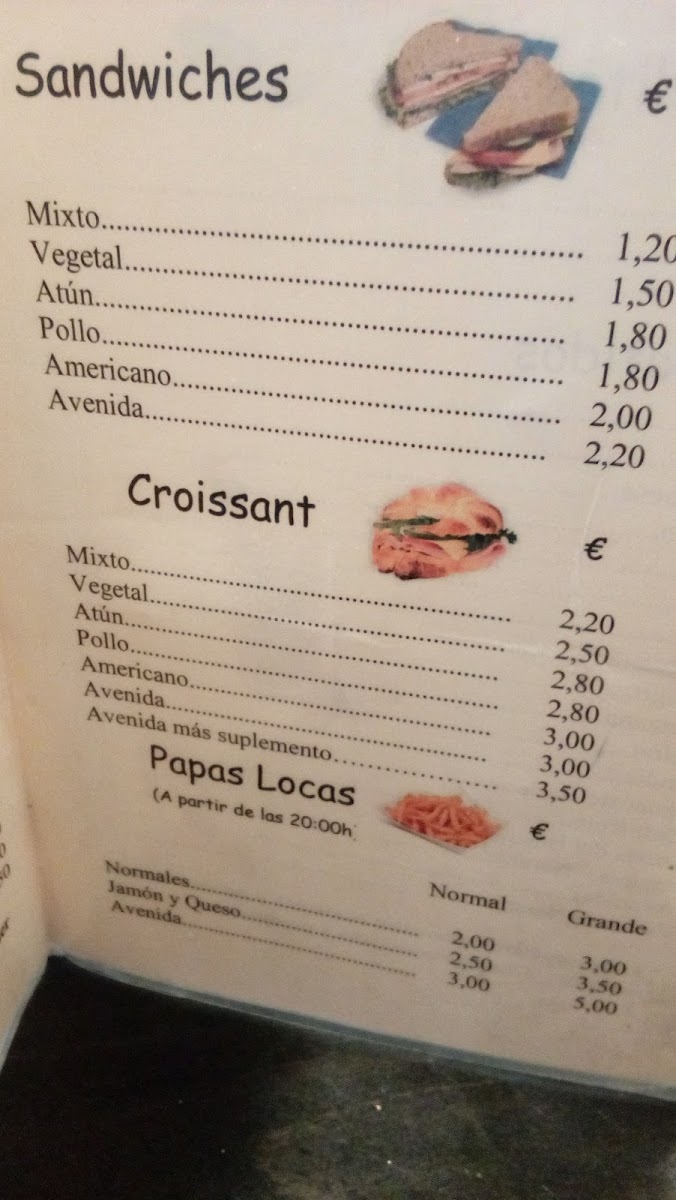 Sandwiches €
Mixto........ 1,20
Vegetal........ 1,50
Atún........ 1,80
Pollo........ 1,80
Americano........ 2,00
Avenida........ 2,20
Croissant €
Mixto........ 2,20
Vegetal........ 2,50
Atún........ 2,80
Pollo........ 2,80
Americano........ 3,00
Avenida........ 3,00
Avenida más suplemento........ 3,50
Papas Locas €
(A partir de las 20:00h)
Normal Grande
Normales........ 2,00 3,00
Jamón y Queso........ 2,50 3,50
Avenida........ 3,00 5,00